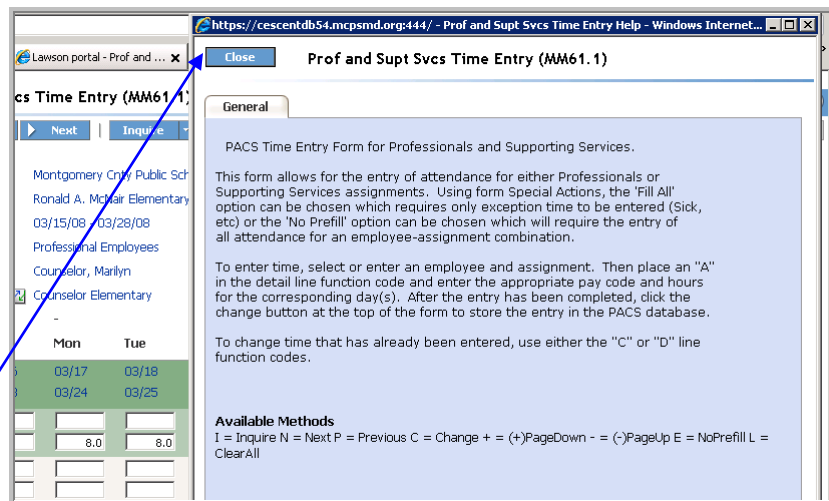 https://cescentdb54.mcpsmd.org:444/ - Prof and Supt Svcs Time Entry Help - Windows Internet...
Lawson portal - Prof and ...
Close
Prof and Supt Svcs Time Entry (MM61.1)
cs Time Entry (MM61.1)
General
Next | Inquire
PACS Time Entry Form for Professionals and Supporting Services.
Montgomery Cnty Public Sch
Ronald A. McNair Elementary
03/15/08 - 03/28/08
Professional Employees
Counselor, Marilyn
Counselor Elementary
-
Mon Tue
03/17 03/18
03/24 03/25
8.0 8.0
This form allows for the entry of attendance for either Professionals or
Supporting Services assignments. Using form Special Actions, the 'Fill All'
option can be chosen which requires only exception time to be entered (Sick,
etc) or the 'No Prefill' option can be chosen which will require the entry of
all attendance for an employee-assignment combination.
To enter time, select or enter an employee and assignment. Then place an "A"
in the detail line function code and enter the appropriate pay code and hours
for the corresponding day(s). After the entry has been completed, click the
change button at the top of the form to store the entry in the PACS database.
To change time that has already been entered, use either the "C" or "D" line
function codes.
Available Methods
I = Inquire N = Next P = Previous C = Change + = (+)PageDown - = (-)PageUp E = NoPrefill L =
ClearAll